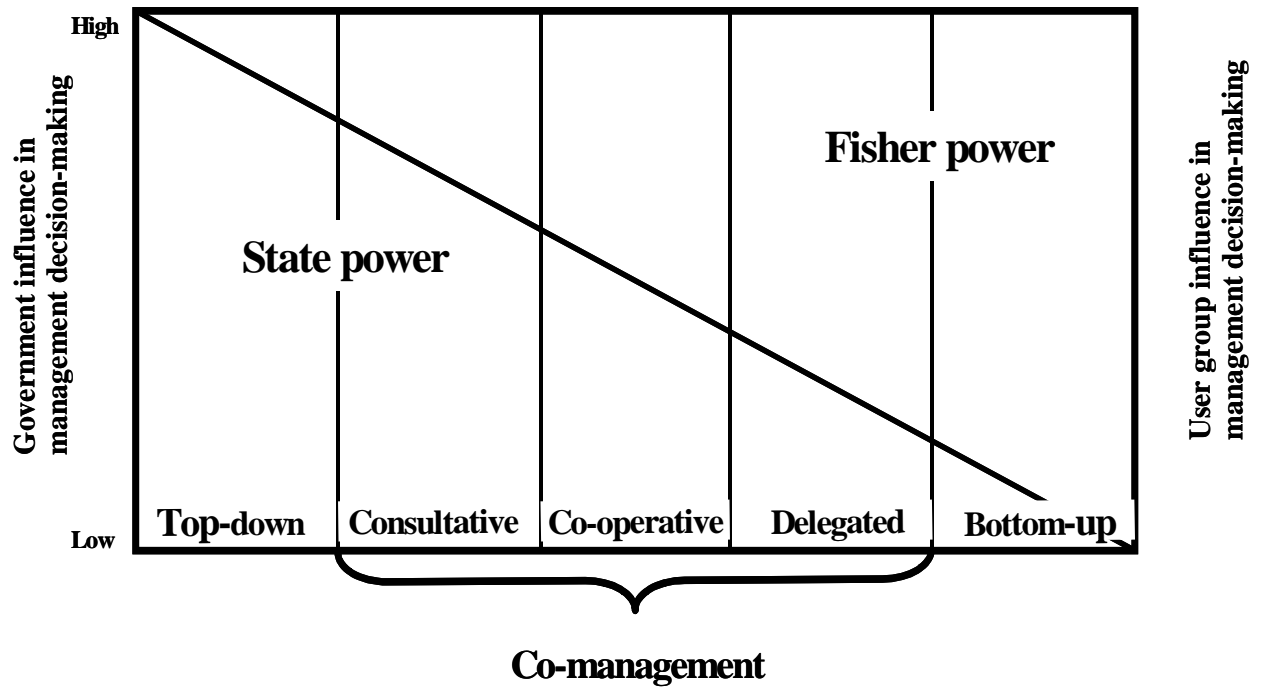 High
Government influence in
management decision-making
Fisher power
State power
User group influence in
management decision-making
Low
Top-down
Consultative
Co-operative
Delegated
Bottom-up
Co-management